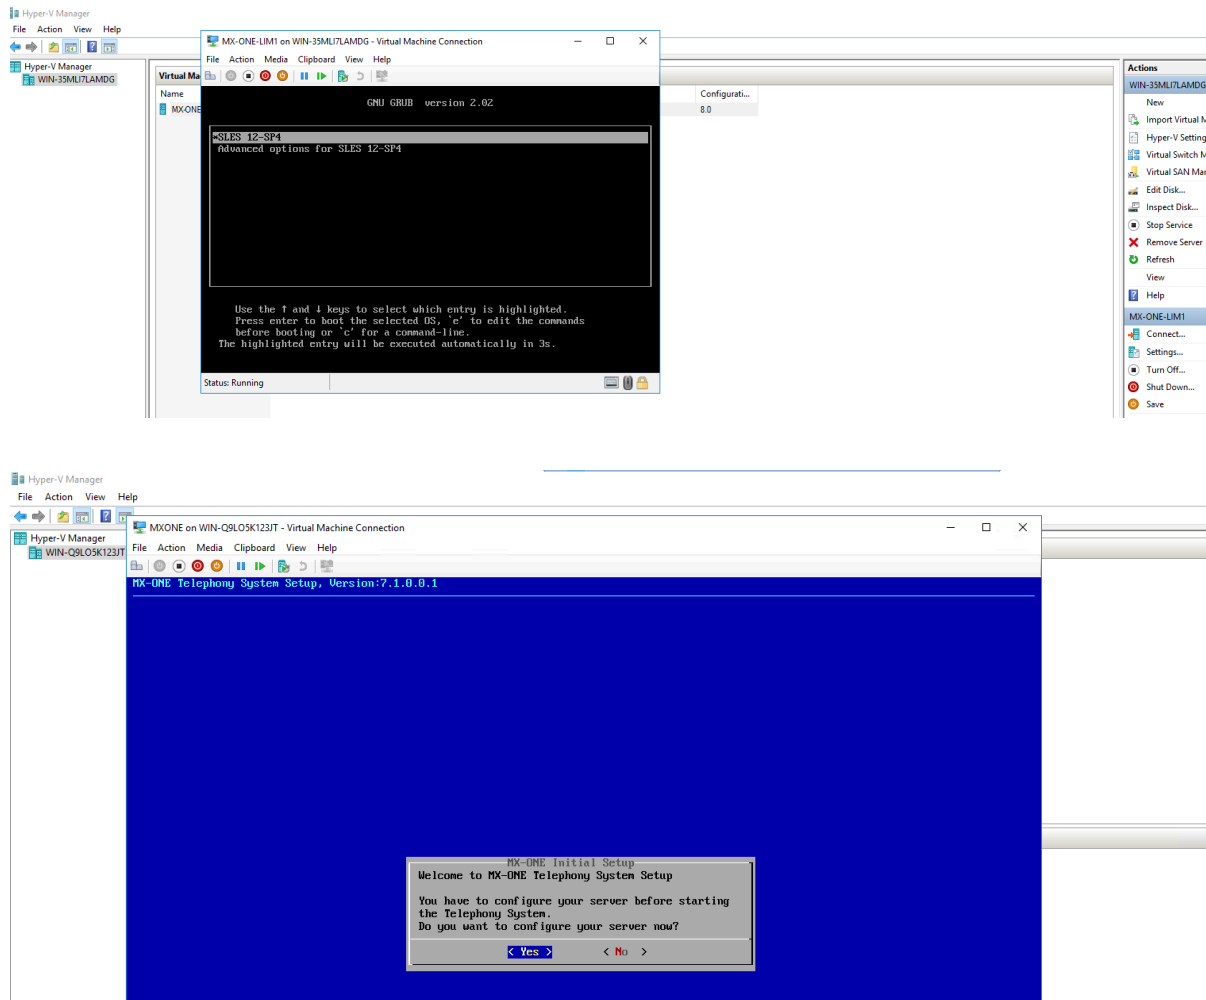 Hyper-V Manager
File Action View Help
Hyper-V Manager
WIN-35MLI7LAMDG
Virtual Ma
Name
MX-ONE
MX-ONE-LIM1 on WIN-35MLI7LAMDG - Virtual Machine Connection
File Action Media Clipboard View Help
GNU GRUB version 2.02
*SLES 12-SP4
Advanced options for SLES 12-SP4
Use the ↑ and ↓ keys to select which entry is highlighted.
Press enter to boot the selected OS, `e' to edit the commands
before booting or `c' for a command-line.
The highlighted entry will be executed automatically in 3s.
Status: Running
Configurati...
8.0
Actions
WIN-35MLI7LAMDG
New
Import Virtual M
Hyper-V Setting
Virtual Switch M
Virtual SAN Mar
Edit Disk...
Inspect Disk...
Stop Service
Remove Server
Refresh
View
Help
MX-ONE-LIM1
Connect...
Settings...
Turn Off...
Shut Down...
Save
Hyper-V Manager
File Action View Help
Hyper-V Manager
WIN-Q9LO5K123JT
MXONE on WIN-Q9LO5K123JT - Virtual Machine Connection
File Action Media Clipboard View Help
MX-ONE Telephony System Setup, Version:7.1.0.0.1
MX-ONE Initial Setup
Welcome to MX-ONE Telephony System Setup
You have to configure your server before starting
the Telephony System.
Do you want to configure your server now?
< Yes > < No >